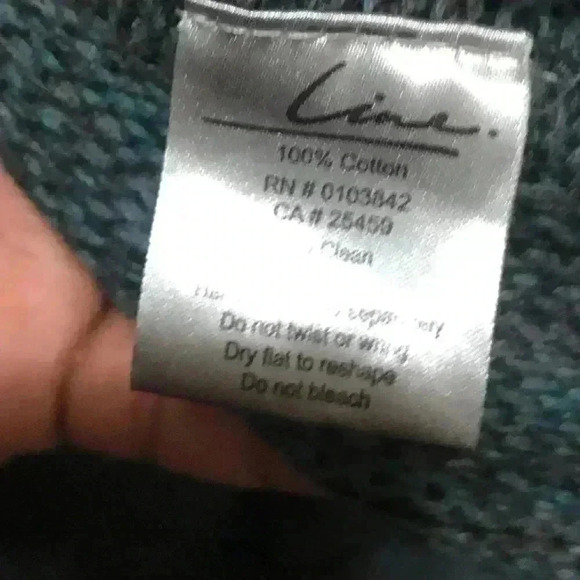 Line.
100% Cotton
RN # 0103842
CA # 25459
Clean
Do not twist or wring
Dry flat to reshape
Do not bleach